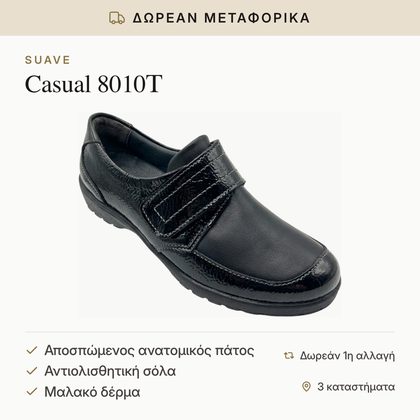 ΔΩΡΕΑΝ ΜΕΤΑΦΟΡΙΚΑ
SUAVE
Casual 8010T
Αποσπώμενος ανατομικός πάτος
Αντιολισθητική σόλα
Μαλακό δέρμα
Δωρεάν 1η αλλαγή
3 καταστήματα